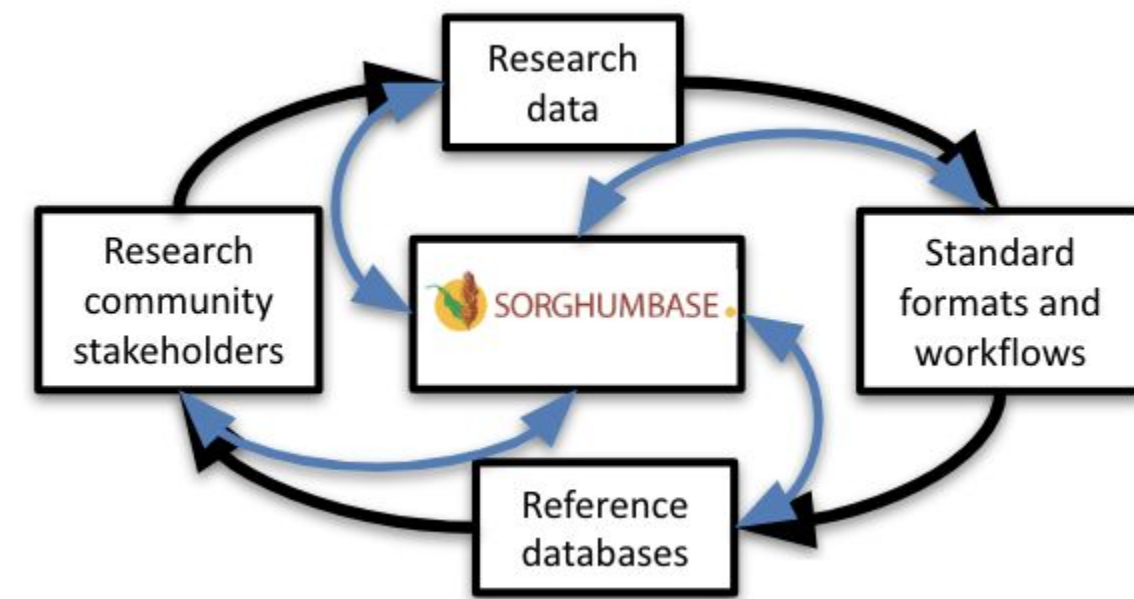 Research
data
Research
community
stakeholders
SORGHUMBASE.
Standard
formats and
workflows
Reference
databases